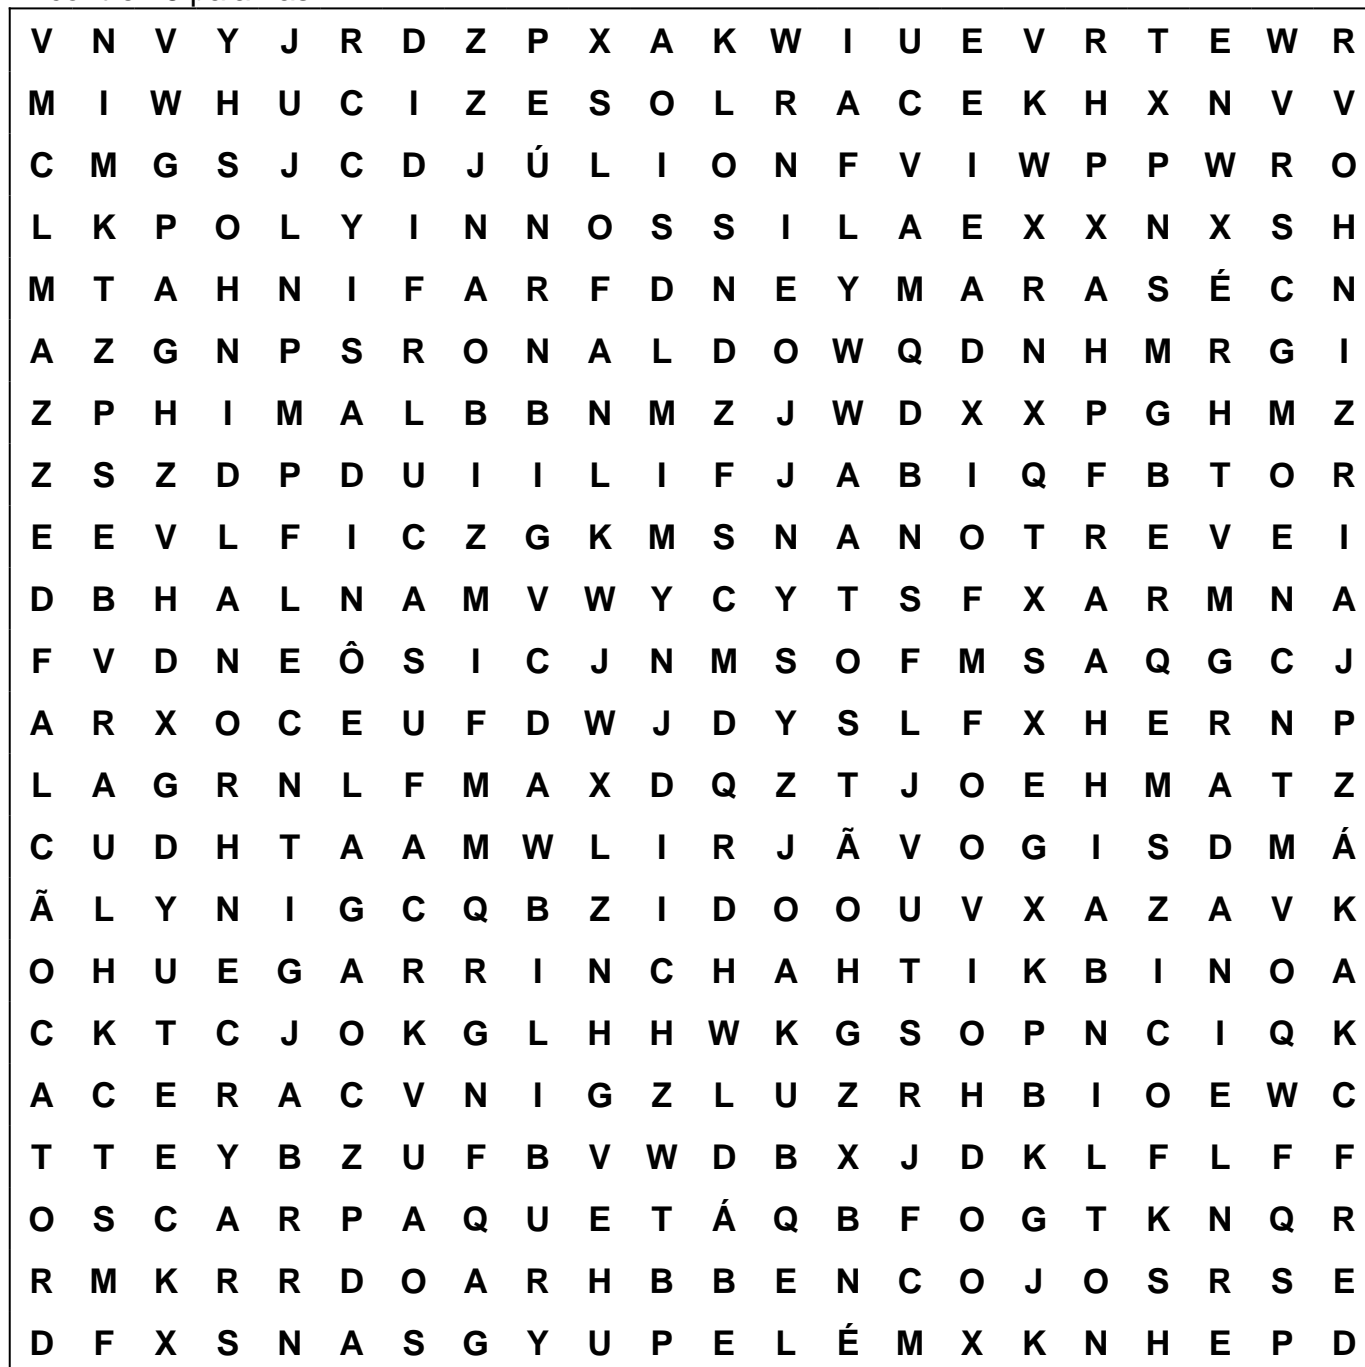 V N V Y J R D Z P X A K W I U E V R T E W R
M I W H U C I Z E S O L R A C E K H X N V V
C M G S J C D J Ú L I O N F V I W P P W R O
L K P O L Y I N N O S S I L A E X X N X S H
M T A H N I F A R F D N E Y M A R A S É C N
A Z G N P S R O N A L D O W Q D N H M R G I
Z P H I M A L B B N M Z J W D X X P G H M Z
Z S Z D P D U I I L I F J A B I Q F B T O R
E E V L F I C Z G K M S N A N O T R E V E I
D B H A L N A M V W Y C Y T S F X A R M N A
F V D N E Ô S I C J N M S O F M S A Q G C J
A R X O C E U F D W J D Y S L F X H E R N P
L A G R N L F M A X D Q Z T J O E H M A T Z
C U D H T A A M W L I R J Ã V O G I S D M Á
Ã L Y N I G C Q B Z I D O O U V X A Z A V K
O H U E G A R R I N C H A H T I K B I N O A
C K T C J O K G L H H W K G S O P N C I Q K
A C E R A C V N I G Z L U Z R H B I O E W C
T T E Y B Z U F B V W D B X J D K L F L F F
O S C A R P A Q U E T Á Q B F O G T K N Q R
R M K R R D O A R H B B E N C O J O S R S E
D F X S N A S G Y U P E L É M X K N H E P D